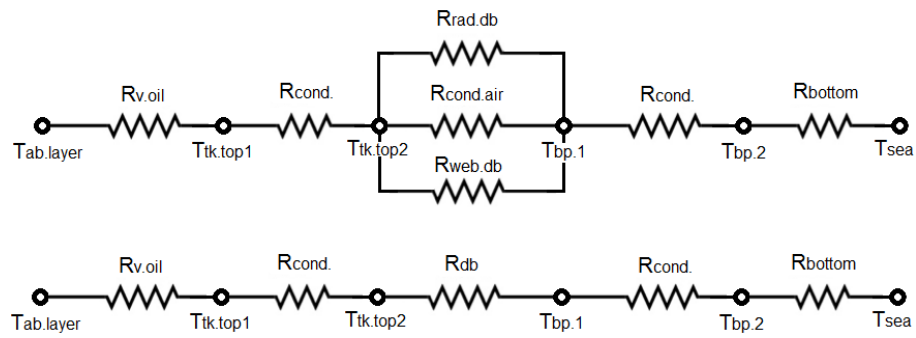 Rrad.db
Rv.oil Rcond. Rcond.air Rcond. Rbottom
Tab.layer Ttk.top1 Ttk.top2 Tbp.1 Tbp.2 Tsea
Rweb.db
Rv.oil Rcond. Rdb Rcond. Rbottom
Tab.layer Ttk.top1 Ttk.top2 Tbp.1 Tbp.2 Tsea